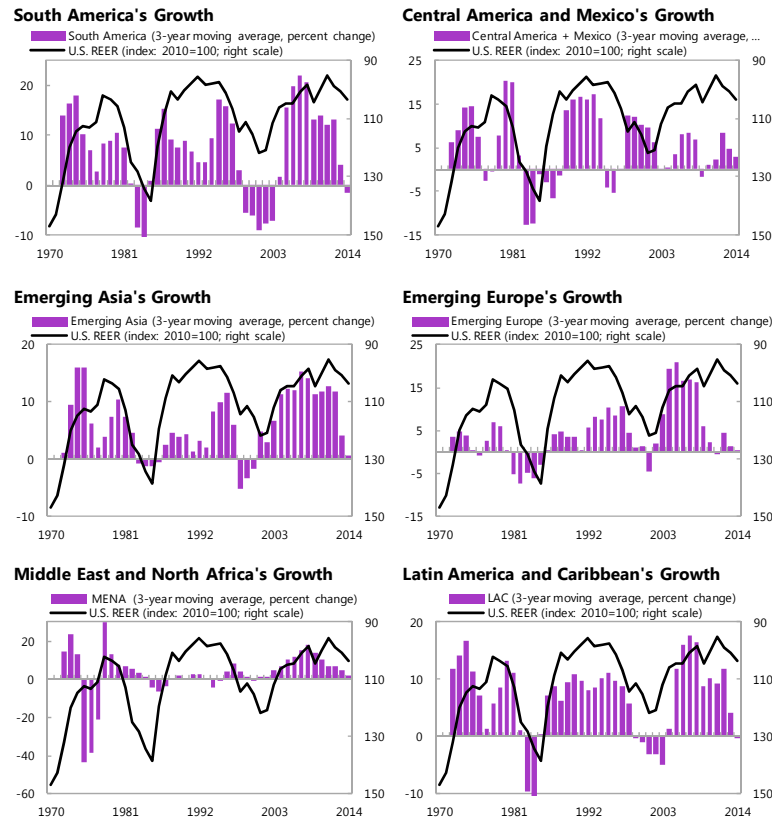 South America's Growth
South America (3-year moving average, percent change)
U.S. REER (index: 2010=100; right scale)
20
10
0
-10
90
110
130
150
1970 1981 1992 2003 2014
Central America and Mexico's Growth
Central America + Mexico (3-year moving average, ...
U.S. REER (index: 2010=100; right scale)
25
15
5
-5
-15
90
110
130
150
1970 1981 1992 2003 2014
Emerging Asia's Growth
Emerging Asia (3-year moving average, percent change)
U.S. REER (index: 2010=100; right scale)
20
10
0
-10
90
110
130
150
1970 1981 1992 2003 2014
Emerging Europe's Growth
Emerging Europe (3-year moving average, percent change)
U.S. REER (index: 2010=100; right scale)
25
15
5
-5
-15
90
110
130
150
1970 1981 1992 2003 2014
Middle East and North Africa's Growth
MENA (3-year moving average, percent change)
U.S. REER (index: 2010=100; right scale)
20
0
-20
-40
-60
90
110
130
150
1970 1981 1992 2003 2014
Latin America and Caribbean's Growth
LAC (3-year moving average, percent change)
U.S. REER (index: 2010=100; right scale)
20
10
0
-10
90
110
130
150
1970 1981 1992 2003 2014